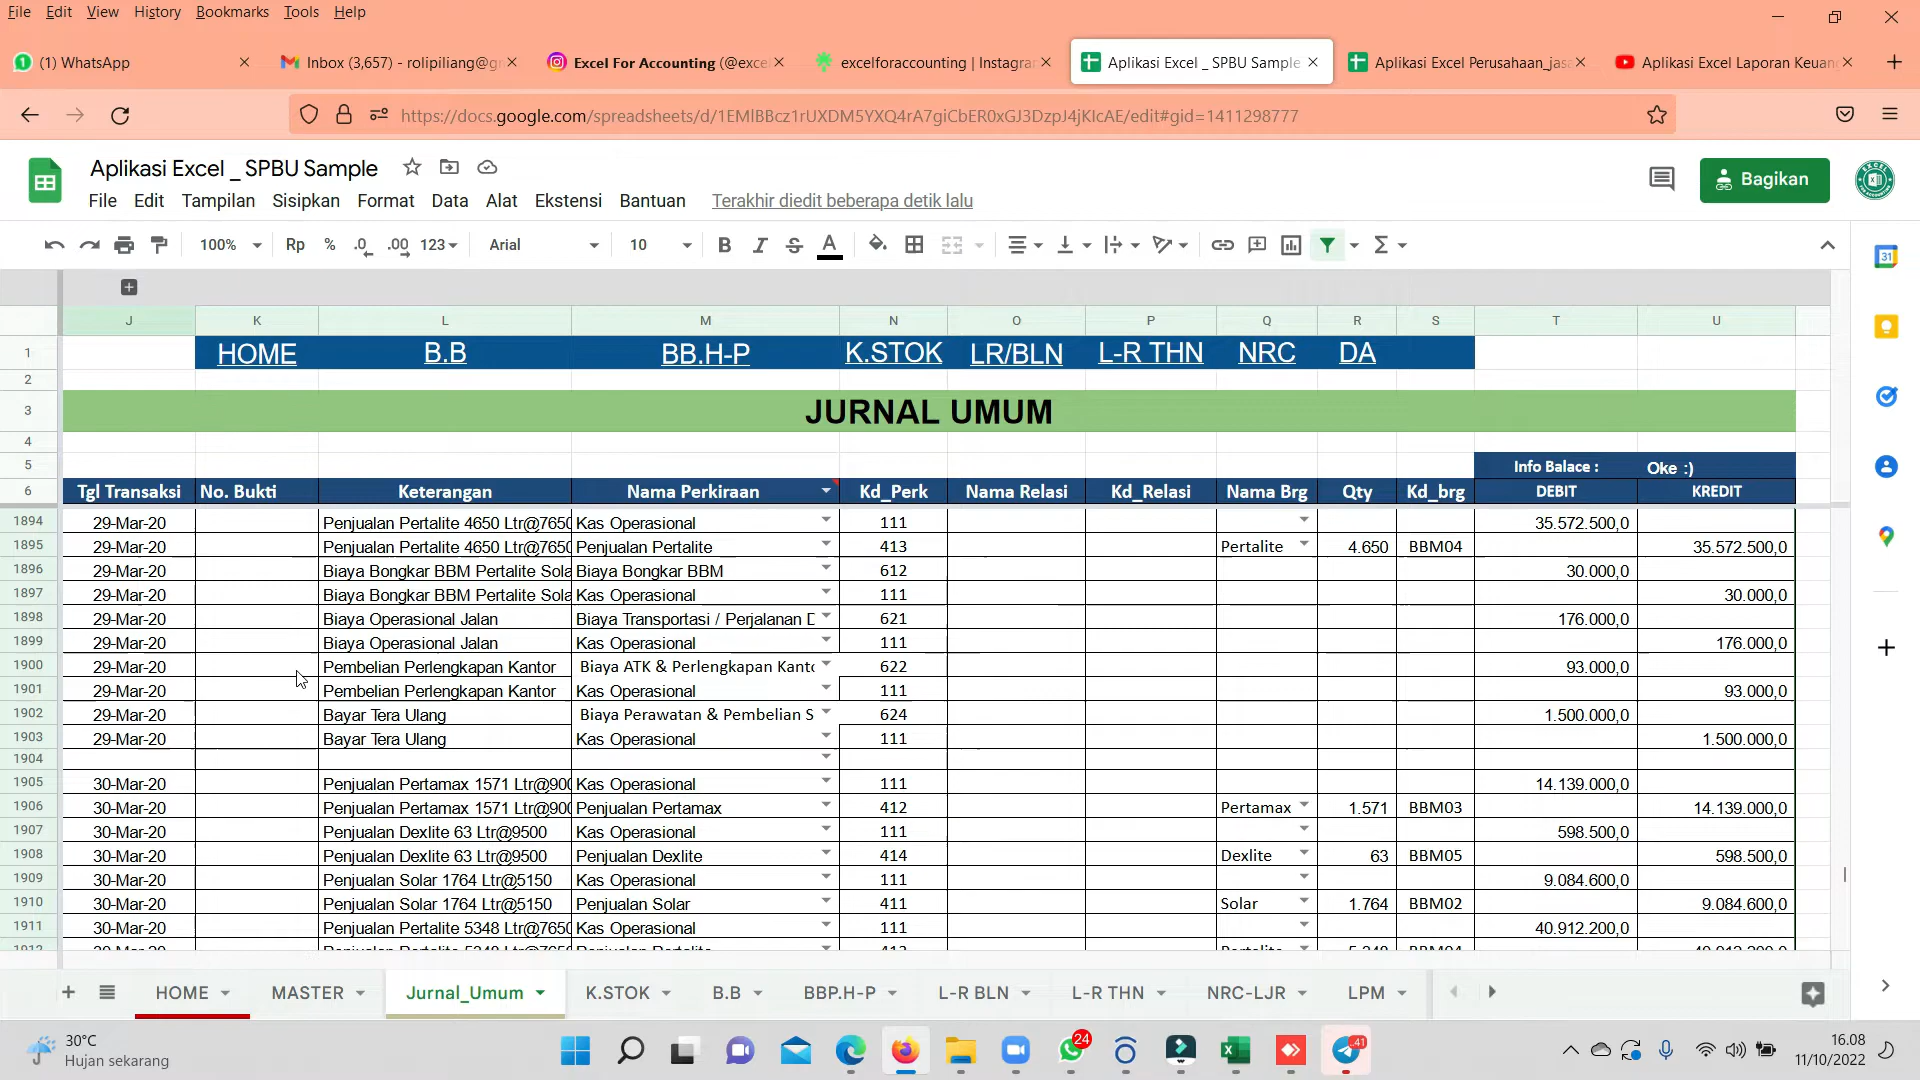 File Edit View History Bookmarks Tools Help
(1) WhatsApp
Inbox (3,657) - rolipiliang@g
Excel For Accounting (@exce
excelforaccounting | Instagra
Aplikasi Excel _ SPBU Sample
Aplikasi Excel Perusahaan_jas
Aplikasi Excel Laporan Keuan
https://docs.google.com/spreadsheets/d/1EMlBBcz1rUXDM5YXQ4rA7giCbER0xGJ3DzpJ4jKIcAE/edit#gid=1411298777
Aplikasi Excel _ SPBU Sample
File Edit Tampilan Sisipkan Format Data Alat Ekstensi Bantuan Terakhir diedit beberapa detik lalu
Bagikan
100% Rp % .0 .00 123 Arial 10 B I S A
31
J K L M N O P Q R S T U
1 HOME B.B BB.H-P K.STOK LR/BLN L-R THN NRC DA
2
3 JURNAL UMUM
4
5 Info Balace : Oke :)
6 Tgl Transaksi No. Bukti Keterangan Nama Perkiraan Kd_Perk Nama Relasi Kd_Relasi Nama Brg Qty Kd_brg DEBIT KREDIT
1894 29-Mar-20 Penjualan Pertalite 4650 Ltr@7650 Kas Operasional 111 35.572.500,0
1895 29-Mar-20 Penjualan Pertalite 4650 Ltr@7650 Penjualan Pertalite 413 Pertalite 4.650 BBM04 35.572.500,0
1896 29-Mar-20 Biaya Bongkar BBM Pertalite Sola Biaya Bongkar BBM 612 30.000,0
1897 29-Mar-20 Biaya Bongkar BBM Pertalite Sola Kas Operasional 111 30.000,0
1898 29-Mar-20 Biaya Operasional Jalan Biaya Transportasi / Perjalanan D 621 176.000,0
1899 29-Mar-20 Biaya Operasional Jalan Kas Operasional 111 176.000,0
1900 29-Mar-20 Pembelian Perlengkapan Kantor Biaya ATK & Perlengkapan Kanto 622 93.000,0
1901 29-Mar-20 Pembelian Perlengkapan Kantor Kas Operasional 111 93.000,0
1902 29-Mar-20 Bayar Tera Ulang Biaya Perawatan & Pembelian S 624 1.500.000,0
1903 29-Mar-20 Bayar Tera Ulang Kas Operasional 111 1.500.000,0
1904
1905 30-Mar-20 Penjualan Pertamax 1571 Ltr@900 Kas Operasional 111 14.139.000,0
1906 30-Mar-20 Penjualan Pertamax 1571 Ltr@900 Penjualan Pertamax 412 Pertamax 1.571 BBM03 14.139.000,0
1907 30-Mar-20 Penjualan Dexlite 63 Ltr@9500 Kas Operasional 111 598.500,0
1908 30-Mar-20 Penjualan Dexlite 63 Ltr@9500 Penjualan Dexlite 414 Dexlite 63 BBM05 598.500,0
1909 30-Mar-20 Penjualan Solar 1764 Ltr@5150 Kas Operasional 111 9.084.600,0
1910 30-Mar-20 Penjualan Solar 1764 Ltr@5150 Penjualan Solar 411 Solar 1.764 BBM02 9.084.600,0
1911 30-Mar-20 Penjualan Pertalite 5348 Ltr@7650 Kas Operasional 111 40.912.200,0
HOME MASTER Jurnal_Umum K.STOK B.B BBP.H-P L-R BLN L-R THN NRC-LJR LPM
30°C
Hujan sekarang
24
41
16.08
11/10/2022